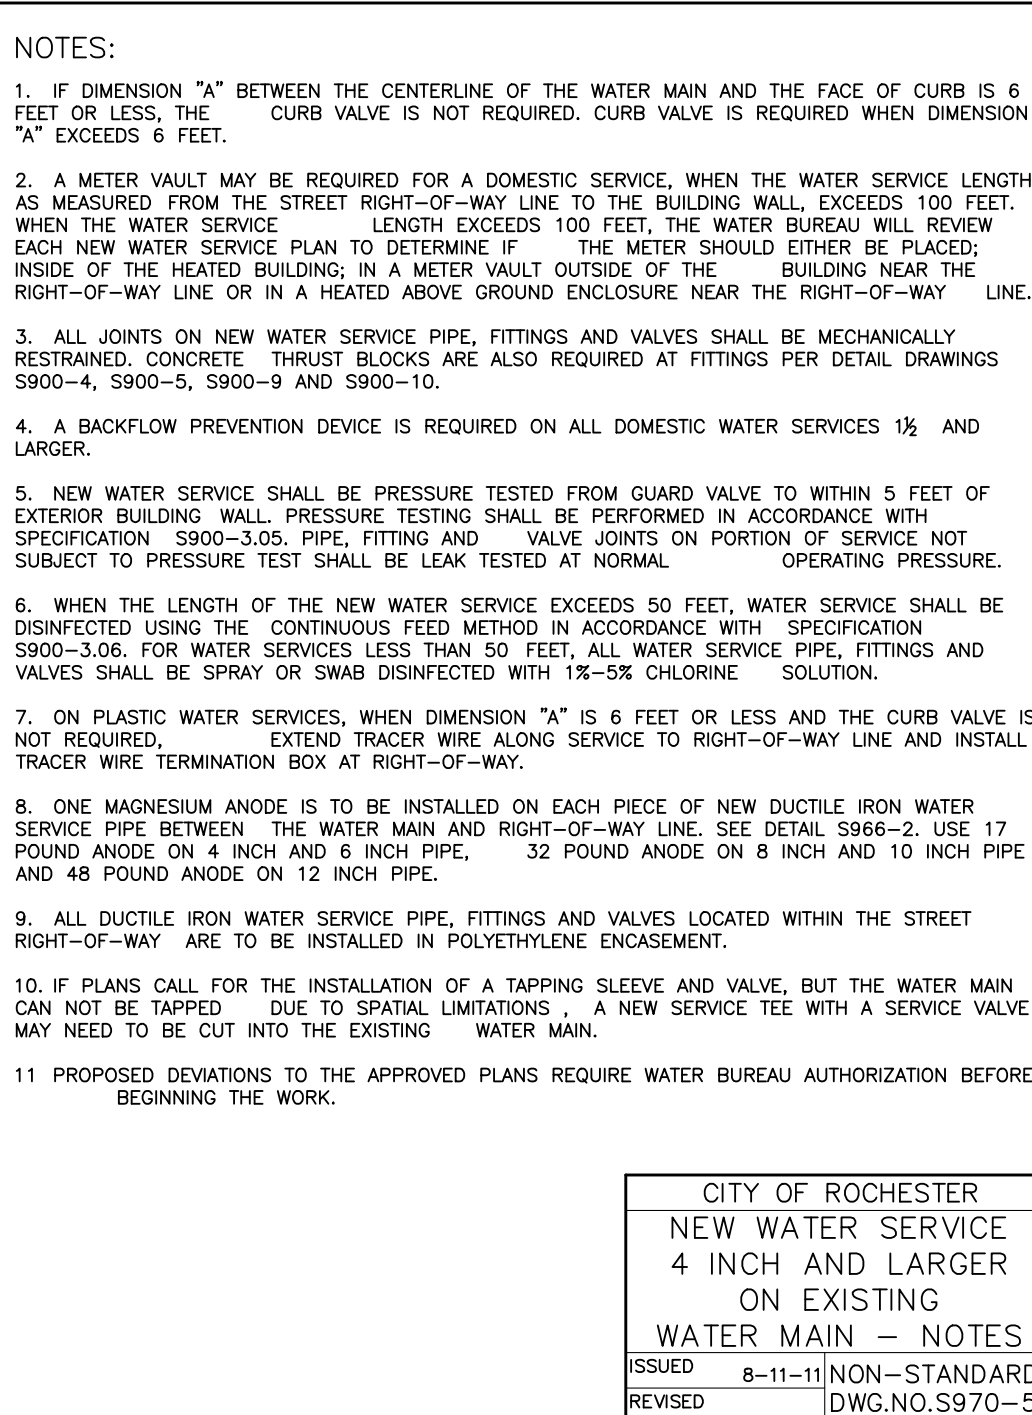 NOTES:
1. IF DIMENSION "A" BETWEEN THE CENTERLINE OF THE WATER MAIN AND THE FACE OF CURB IS 6
FEET OR LESS, THE CURB VALVE IS NOT REQUIRED. CURB VALVE IS REQUIRED WHEN DIMENSION
"A" EXCEEDS 6 FEET.
2. A METER VAULT MAY BE REQUIRED FOR A DOMESTIC SERVICE, WHEN THE WATER SERVICE LENGTH
AS MEASURED FROM THE STREET RIGHT-OF-WAY LINE TO THE BUILDING WALL, EXCEEDS 100 FEET.
WHEN THE WATER SERVICE LENGTH EXCEEDS 100 FEET, THE WATER BUREAU WILL REVIEW
EACH NEW WATER SERVICE PLAN TO DETERMINE IF THE METER SHOULD EITHER BE PLACED;
INSIDE OF THE HEATED BUILDING; IN A METER VAULT OUTSIDE OF THE BUILDING NEAR THE
RIGHT-OF-WAY LINE OR IN A HEATED ABOVE GROUND ENCLOSURE NEAR THE RIGHT-OF-WAY LINE.
3. ALL JOINTS ON NEW WATER SERVICE PIPE, FITTINGS AND VALVES SHALL BE MECHANICALLY
RESTRAINED. CONCRETE THRUST BLOCKS ARE ALSO REQUIRED AT FITTINGS PER DETAIL DRAWINGS
S900-4, S900-5, S900-9 AND S900-10.
4. A BACKFLOW PREVENTION DEVICE IS REQUIRED ON ALL DOMESTIC WATER SERVICES 1½ AND
LARGER.
5. NEW WATER SERVICE SHALL BE PRESSURE TESTED FROM GUARD VALVE TO WITHIN 5 FEET OF
EXTERIOR BUILDING WALL. PRESSURE TESTING SHALL BE PERFORMED IN ACCORDANCE WITH
SPECIFICATION S900-3.05. PIPE, FITTING AND VALVE JOINTS ON PORTION OF SERVICE NOT
SUBJECT TO PRESSURE TEST SHALL BE LEAK TESTED AT NORMAL OPERATING PRESSURE.
6. WHEN THE LENGTH OF THE NEW WATER SERVICE EXCEEDS 50 FEET, WATER SERVICE SHALL BE
DISINFECTED USING THE CONTINUOUS FEED METHOD IN ACCORDANCE WITH SPECIFICATION
S900-3.06. FOR WATER SERVICES LESS THAN 50 FEET, ALL WATER SERVICE PIPE, FITTINGS AND
VALVES SHALL BE SPRAY OR SWAB DISINFECTED WITH 1%-5% CHLORINE SOLUTION.
7. ON PLASTIC WATER SERVICES, WHEN DIMENSION "A" IS 6 FEET OR LESS AND THE CURB VALVE IS
NOT REQUIRED, EXTEND TRACER WIRE ALONG SERVICE TO RIGHT-OF-WAY LINE AND INSTALL
TRACER WIRE TERMINATION BOX AT RIGHT-OF-WAY.
8. ONE MAGNESIUM ANODE IS TO BE INSTALLED ON EACH PIECE OF NEW DUCTILE IRON WATER
SERVICE PIPE BETWEEN THE WATER MAIN AND RIGHT-OF-WAY LINE. SEE DETAIL S966-2. USE 17
POUND ANODE ON 4 INCH AND 6 INCH PIPE, 32 POUND ANODE ON 8 INCH AND 10 INCH PIPE
AND 48 POUND ANODE ON 12 INCH PIPE.
9. ALL DUCTILE IRON WATER SERVICE PIPE, FITTINGS AND VALVES LOCATED WITHIN THE STREET
RIGHT-OF-WAY ARE TO BE INSTALLED IN POLYETHYLENE ENCASEMENT.
10. IF PLANS CALL FOR THE INSTALLATION OF A TAPPING SLEEVE AND VALVE, BUT THE WATER MAIN
CAN NOT BE TAPPED DUE TO SPATIAL LIMITATIONS , A NEW SERVICE TEE WITH A SERVICE VALVE
MAY NEED TO BE CUT INTO THE EXISTING WATER MAIN.
11 PROPOSED DEVIATIONS TO THE APPROVED PLANS REQUIRE WATER BUREAU AUTHORIZATION BEFORE
BEGINNING THE WORK.
CITY OF ROCHESTER
NEW WATER SERVICE
4 INCH AND LARGER
ON EXISTING
WATER MAIN - NOTES
ISSUED 8-11-11 NON-STANDARD
REVISED DWG.NO.S970-5